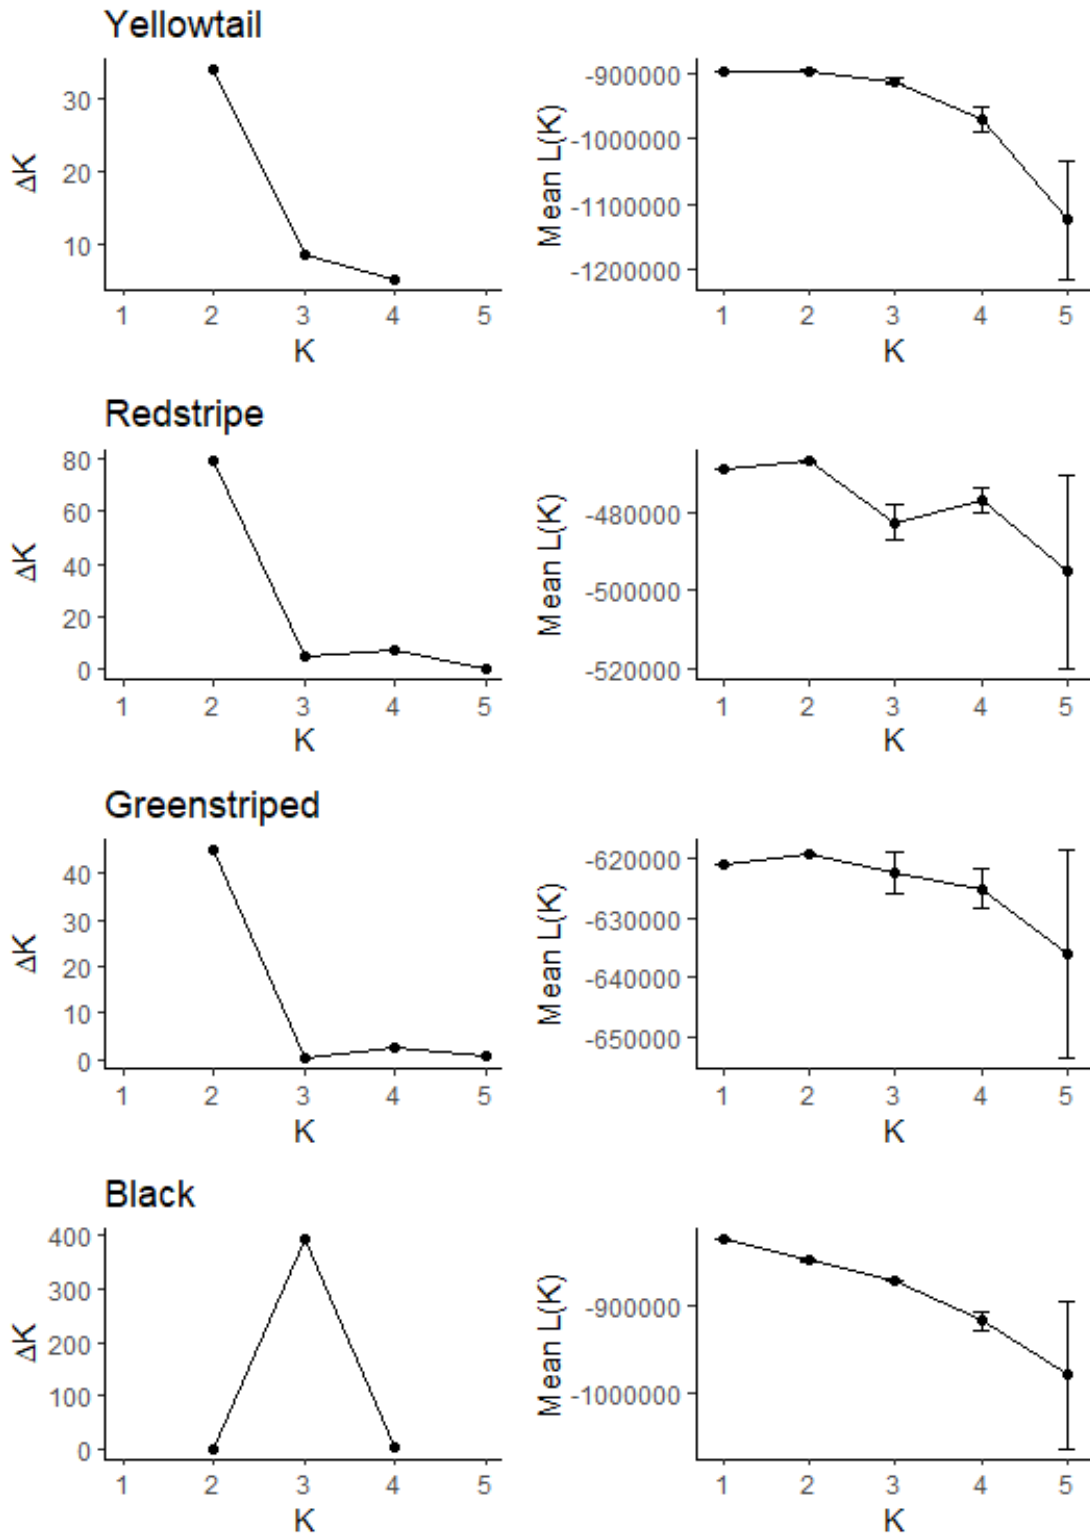 Yellowtail
ΔK
30
20
10
1 2 3 4 5
K
Mean L(K)
-900000
-1000000
-1100000
-1200000
1 2 3 4 5
K
Redstripe
ΔK
80
60
40
20
0
1 2 3 4 5
K
Mean L(K)
-480000
-500000
-520000
1 2 3 4 5
K
Greenstriped
ΔK
40
30
20
10
0
1 2 3 4 5
K
Mean L(K)
-620000
-630000
-640000
-650000
1 2 3 4 5
K
Black
ΔK
400
300
200
100
0
1 2 3 4 5
K
Mean L(K)
-900000
-1000000
1 2 3 4 5
K